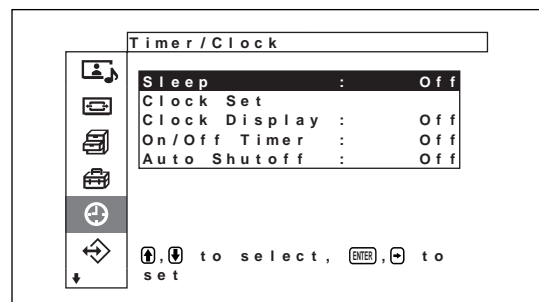 Timer/Clock
Sleep : Off
Clock Set
Clock Display : Off
On/Off Timer : Off
Auto Shutoff : Off
, to select, ENTER, to
set